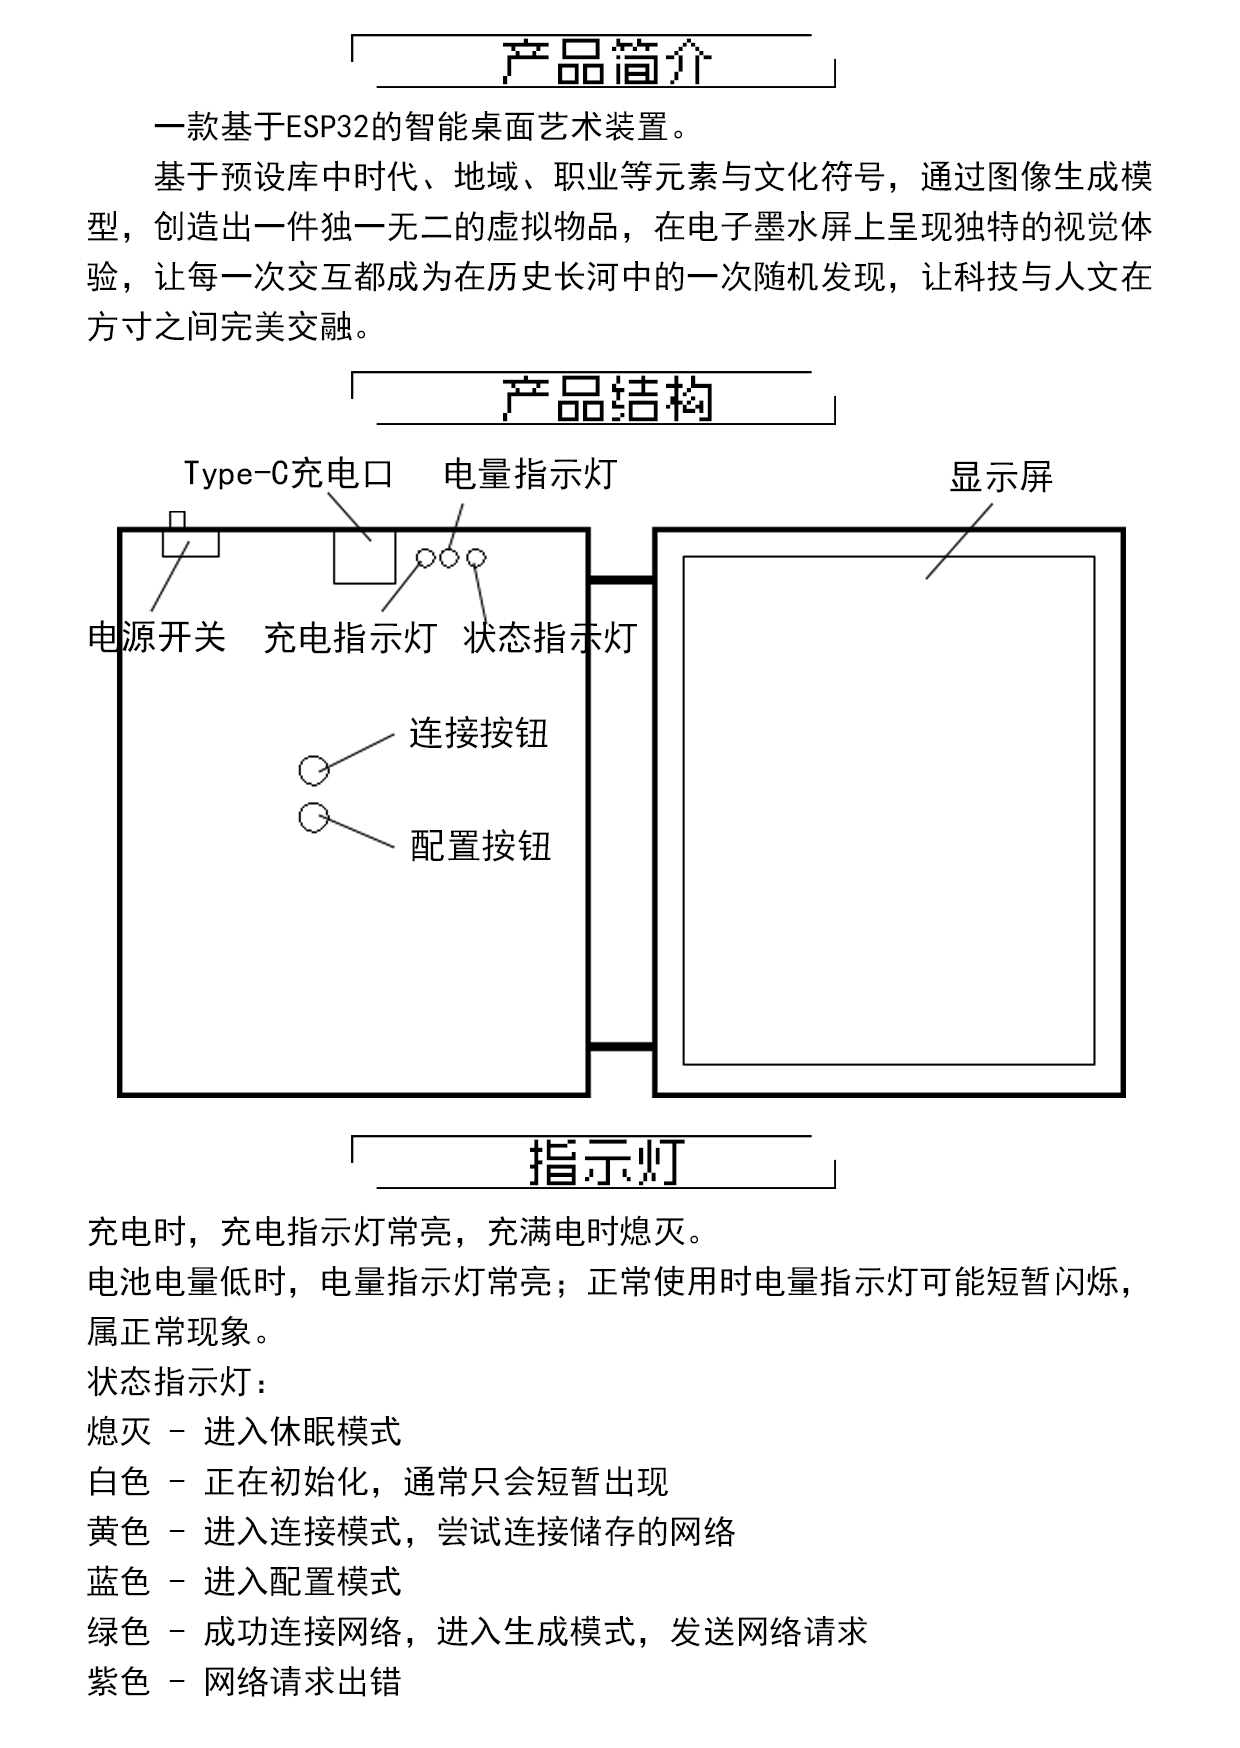 产品简介
一款基于ESP32的智能桌面艺术装置。
基于预设库中时代、地域、职业等元素与文化符号，通过图像生成模
型，创造出一件独一无二的虚拟物品，在电子墨水屏上呈现独特的视觉体
验，让每一次交互都成为在历史长河中的一次随机发现，让科技与人文在
方寸之间完美交融。
产品结构
Type-C充电口
电量指示灯
显示屏
电源开关
充电指示灯
状态指示灯
连接按钮
配置按钮
指示灯
充电时，充电指示灯常亮，充满电时熄灭。
电池电量低时，电量指示灯常亮；正常使用时电量指示灯可能短暂闪烁，
属正常现象。
状态指示灯：
熄灭 - 进入休眠模式
白色 - 正在初始化，通常只会短暂出现
黄色 - 进入连接模式，尝试连接储存的网络
蓝色 - 进入配置模式
绿色 - 成功连接网络，进入生成模式，发送网络请求
紫色 - 网络请求出错